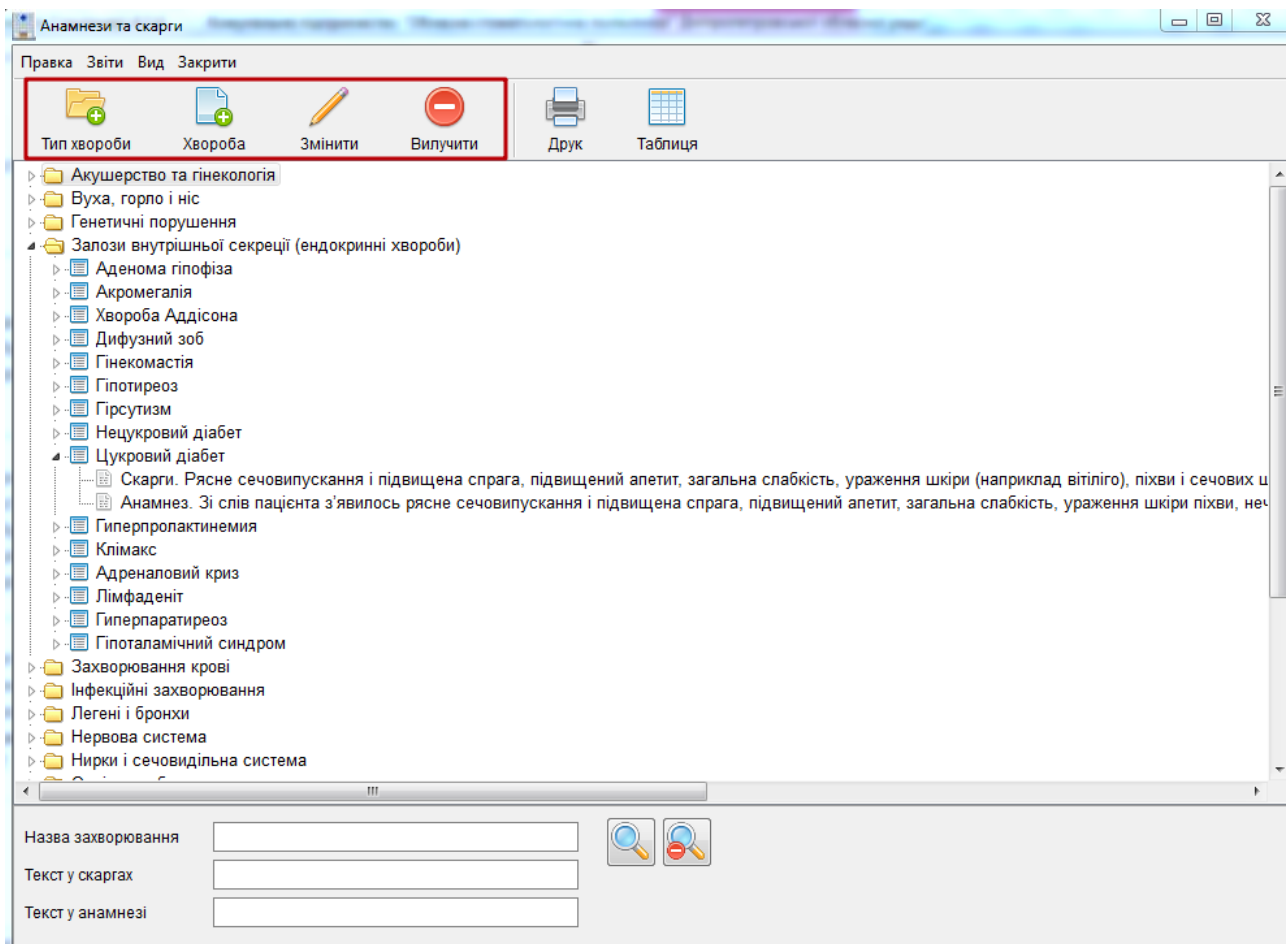 Анамнези та скарги
Правка Звіти Вид Закрити
Тип хвороби Хвороба Змінити Вилучити Друк Таблиця
Акушерство та гінекологія
Вуха, горло і ніс
Генетичні порушення
Залози внутрішньої секреції (ендокринні хвороби)
Аденома гіпофіза
Акромегалія
Хвороба Аддісона
Дифузний зоб
Гінекомастія
Гіпотиреоз
Гірсутизм
Нецукровий діабет
Цукровий діабет
Скарги. Рясне сечовипускання і підвищена спрага, підвищений апетит, загальна слабкість, ураження шкіри (наприклад вітіліго), піхви і сечових
Анамнез. Зі слів пацієнта з'явилось рясне сечовипускання і підвищена спрага, підвищений апетит, загальна слабкість, ураження шкіри піхви,
Гиперпролактинемия
Клімакс
Адреналовий криз
Лімфаденіт
Гиперпаратиреоз
Гіпоталамічний синдром
Захворювання крові
Інфекційні захворювання
Легені і бронхи
Нервова система
Нирки і сечовидільна система
Назва захворювання
Текст у скаргах
Текст у анамнезі